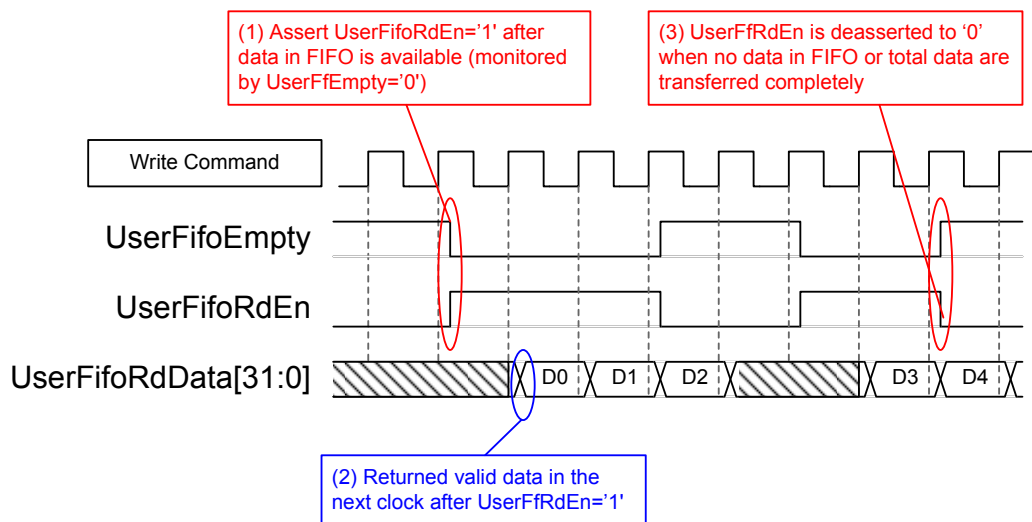 (1) Assert UserFifoRdEn='1' after
data in FIFO is available (monitored
by UserFfEmpty='0')
(3) UserFfRdEn is deasserted to ‘0’
when no data in FIFO or total data are
transferred completely
Write Command
UserFifoEmpty
UserFifoRdEn
UserFifoRdData[31:0]
D0 D1 D2 D3 D4
(2) Returned valid data in the
next clock after UserFfRdEn='1'